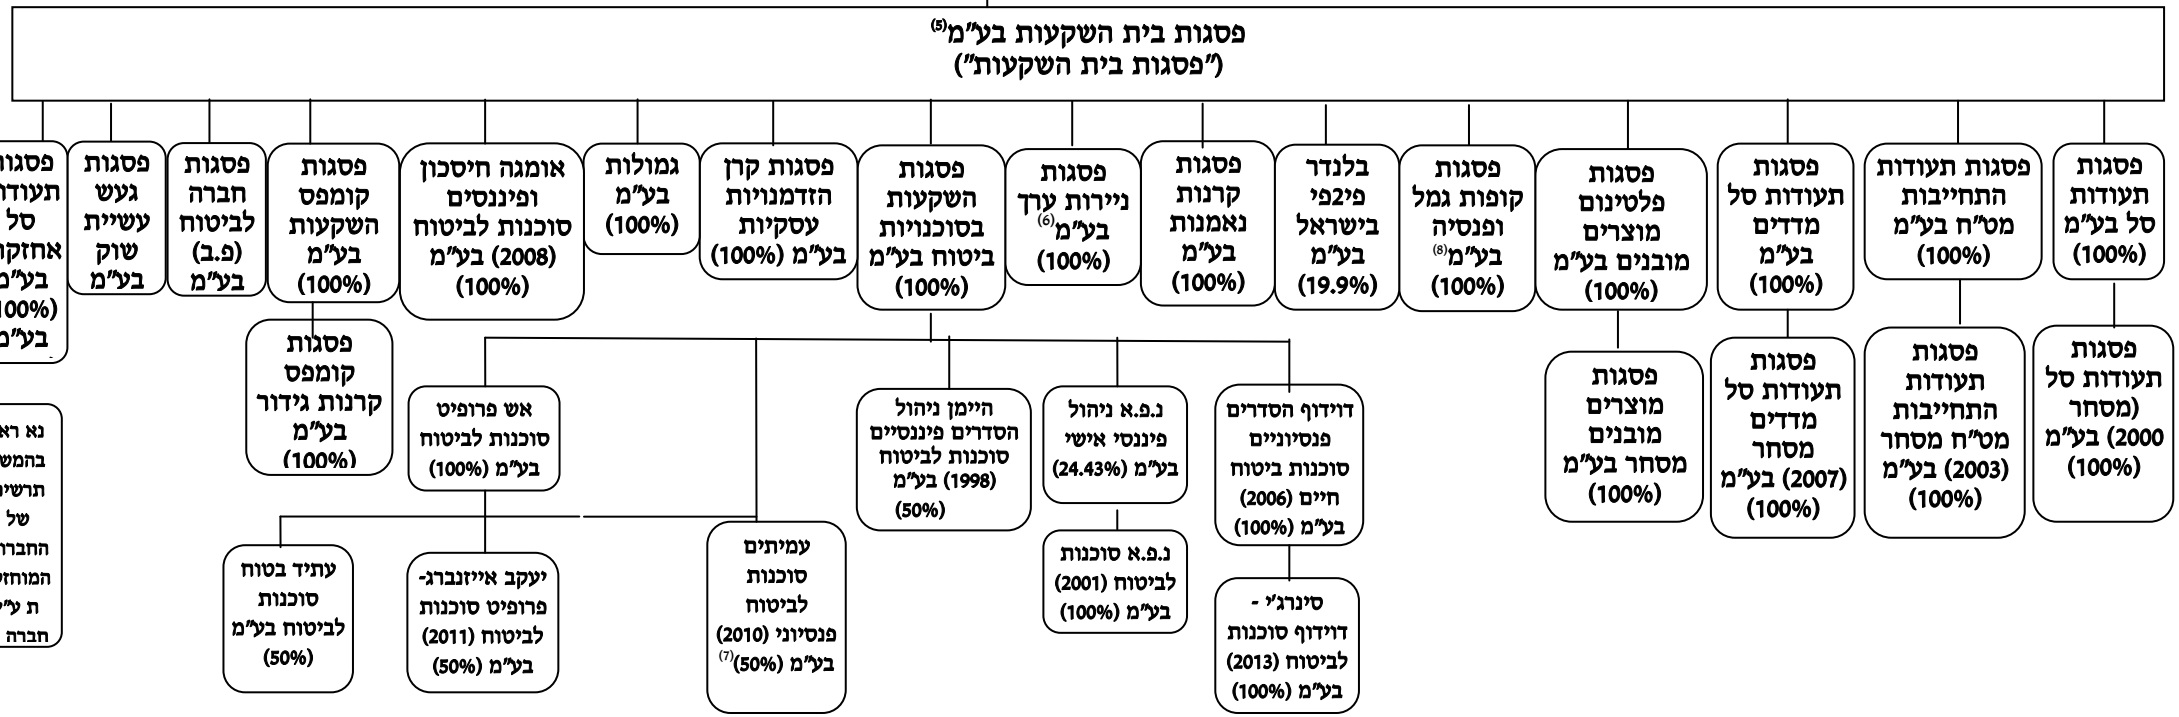 פסגות בית השקעות בע"מ(5)
("פסגות בית השקעות")
פסגות
תעודות
סל בע"מ
(100%)
פסגות תעודות
התחייבות
מט"ח בע"מ
(100%)
פסגות
תעודות סל
מדדים
בע"מ
(100%)
פסגות
פלטינום
מוצרים
מובנים בע"מ
(100%)
פסגות
קופות גמל
ופנסיה
בע"מ(8)
(100%)
בלנדר
פי2פי
בישראל
בע"מ
(19.9%)
פסגות
קרנות
נאמנות
בע"מ
(100%)
פסגות
ניירות ערך
בע"מ(6)
(100%)
פסגות
השקעות
בסוכנויות
ביטוח בע"מ
(100%)
פסגות קרן
הזדמנויות
עסקיות
בע"מ (100%)
גמולות
בע"מ
(100%)
אומגה חיסכון
ופיננסים
סוכנות לביטוח
(2008) בע"מ
(100%)
פסגות
קומפס
השקעות
בע"מ
(100%)
פסגות
חברה
לביטוח
(פ.ב)
בע"מ
פסגות
געש
עשיית
שוק
בע"מ
סל
בע"מ
בע"מ
פסגות
תעודות סל
(מסחר
2000) בע"מ
(100%)
פסגות
תעודות
התחייבות
מט"ח מסחר
(2003) בע"מ
(100%)
פסגות
תעודות סל
מדדים
מסחר
(2007) בע"מ
(100%)
פסגות
מוצרים
מובנים
מסחר בע"מ
(100%)
דוידוף הסדרים
פנסיוניים
סוכנות ביטוח
חיים (2006)
בע"מ (100%)
נ.פ.א ניהול
פיננסי אישי
בע"מ (24.43%)
היימן ניהול
הסדרים פיננסיים
סוכנות לביטוח
(1998) בע"מ
(50%)
אש פרופיט
סוכנות לביטוח
בע"מ (100%)
פסגות
קומפס
קרנות גידור
בע"מ
(100%)
נא
של
חברה
סינרג'י -
דוידוף סוכנות
לביטוח (2013)
בע"מ (100%)
נ.פ.א סוכנות
לביטוח (2001)
בע"מ (100%)
עמיתים
סוכנות
לביטוח
פנסיוני (2010)
בע"מ (50%)(7)
יעקב אייזנברג-
פרופיט סוכנות
לביטוח (2011)
בע"מ (50%)
עתיד בטוח
סוכנות
לביטוח בע"מ
(50%)